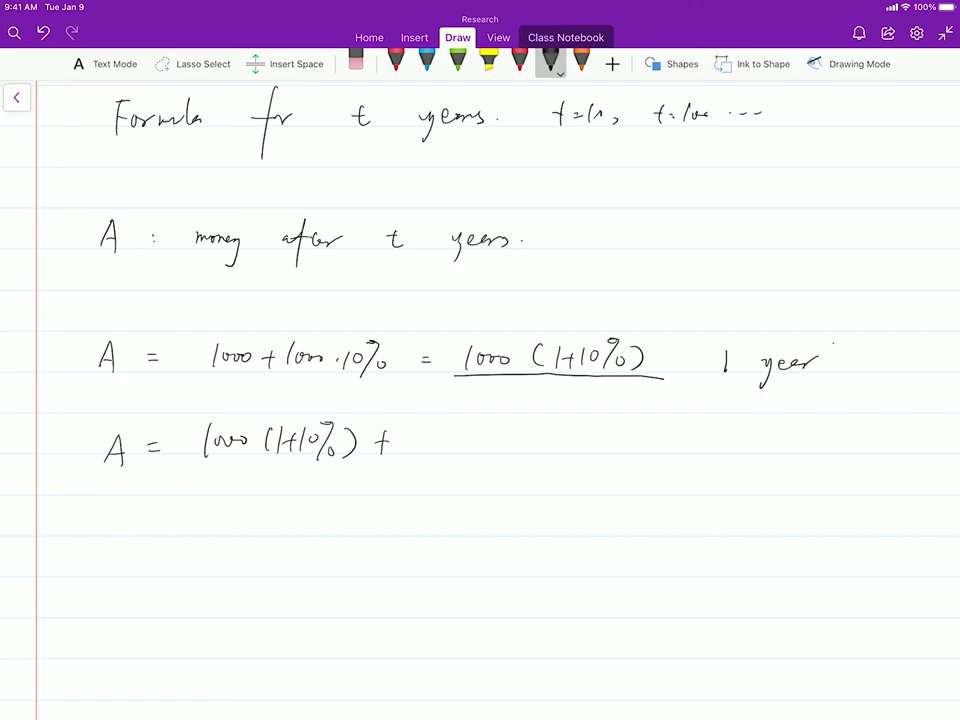 9:41 AM Tue Jan 9 100%
Research
Home Insert Draw View Class Notebook
A Text Mode Lasso Select Insert Space Shapes Ink to Shape Drawing Mode
Formula for t years. t=10, t=100 ...
A : money after t years.
A = 1000 + 1000 · 10% = 1000 (1+10%) 1 year
A = 1000 (1+10%) +